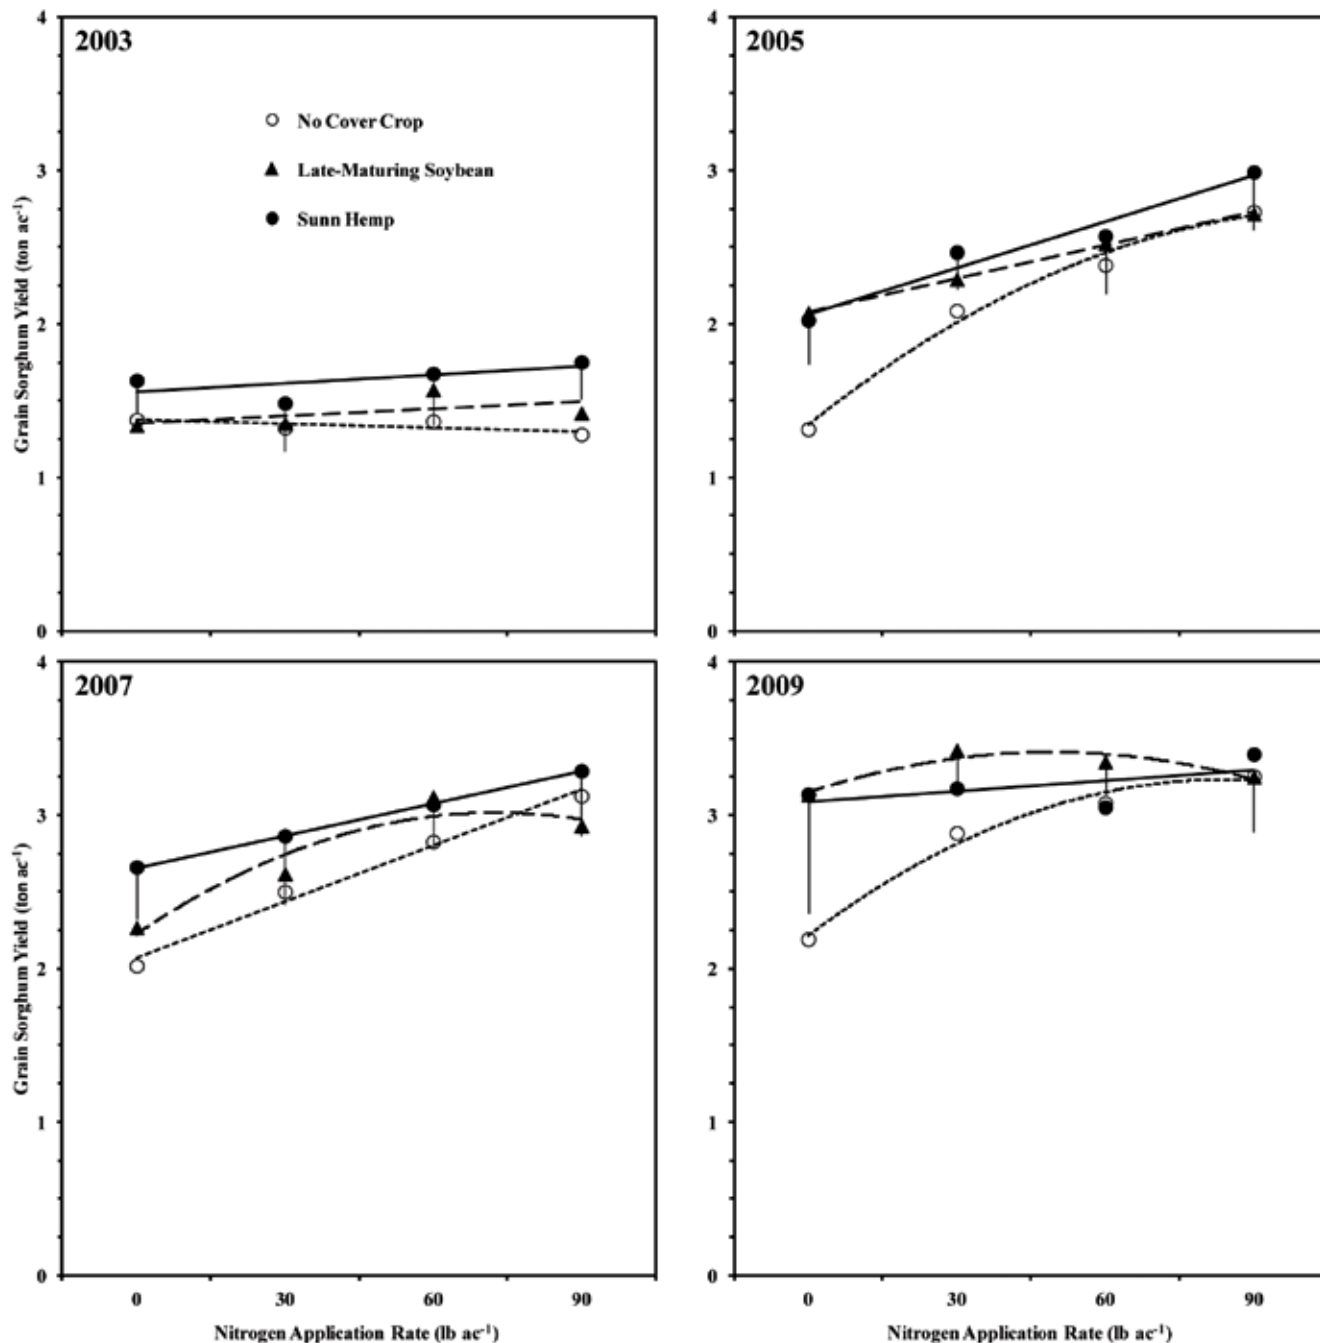 2003
No Cover Crop
Late-Maturing Soybean
Sunn Hemp
Grain Sorghum Yield (ton ac⁻¹)
4
3
2
1
0
2005
4
3
2
1
0
2007
Grain Sorghum Yield (ton ac⁻¹)
4
3
2
1
0
0 30 60 90
Nitrogen Application Rate (lb ac⁻¹)
2009
4
3
2
1
0
0 30 60 90
Nitrogen Application Rate (lb ac⁻¹)